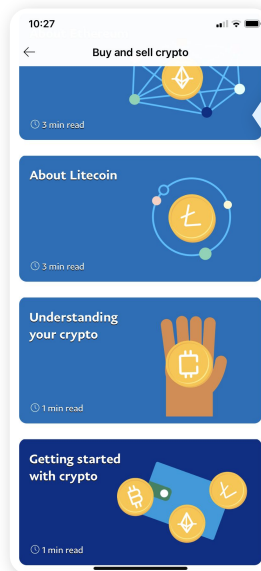 10:27
Buy and sell crypto
3 min read
About Litecoin
3 min read
Understanding
your crypto
1 min read
Getting started
with crypto
1 min read